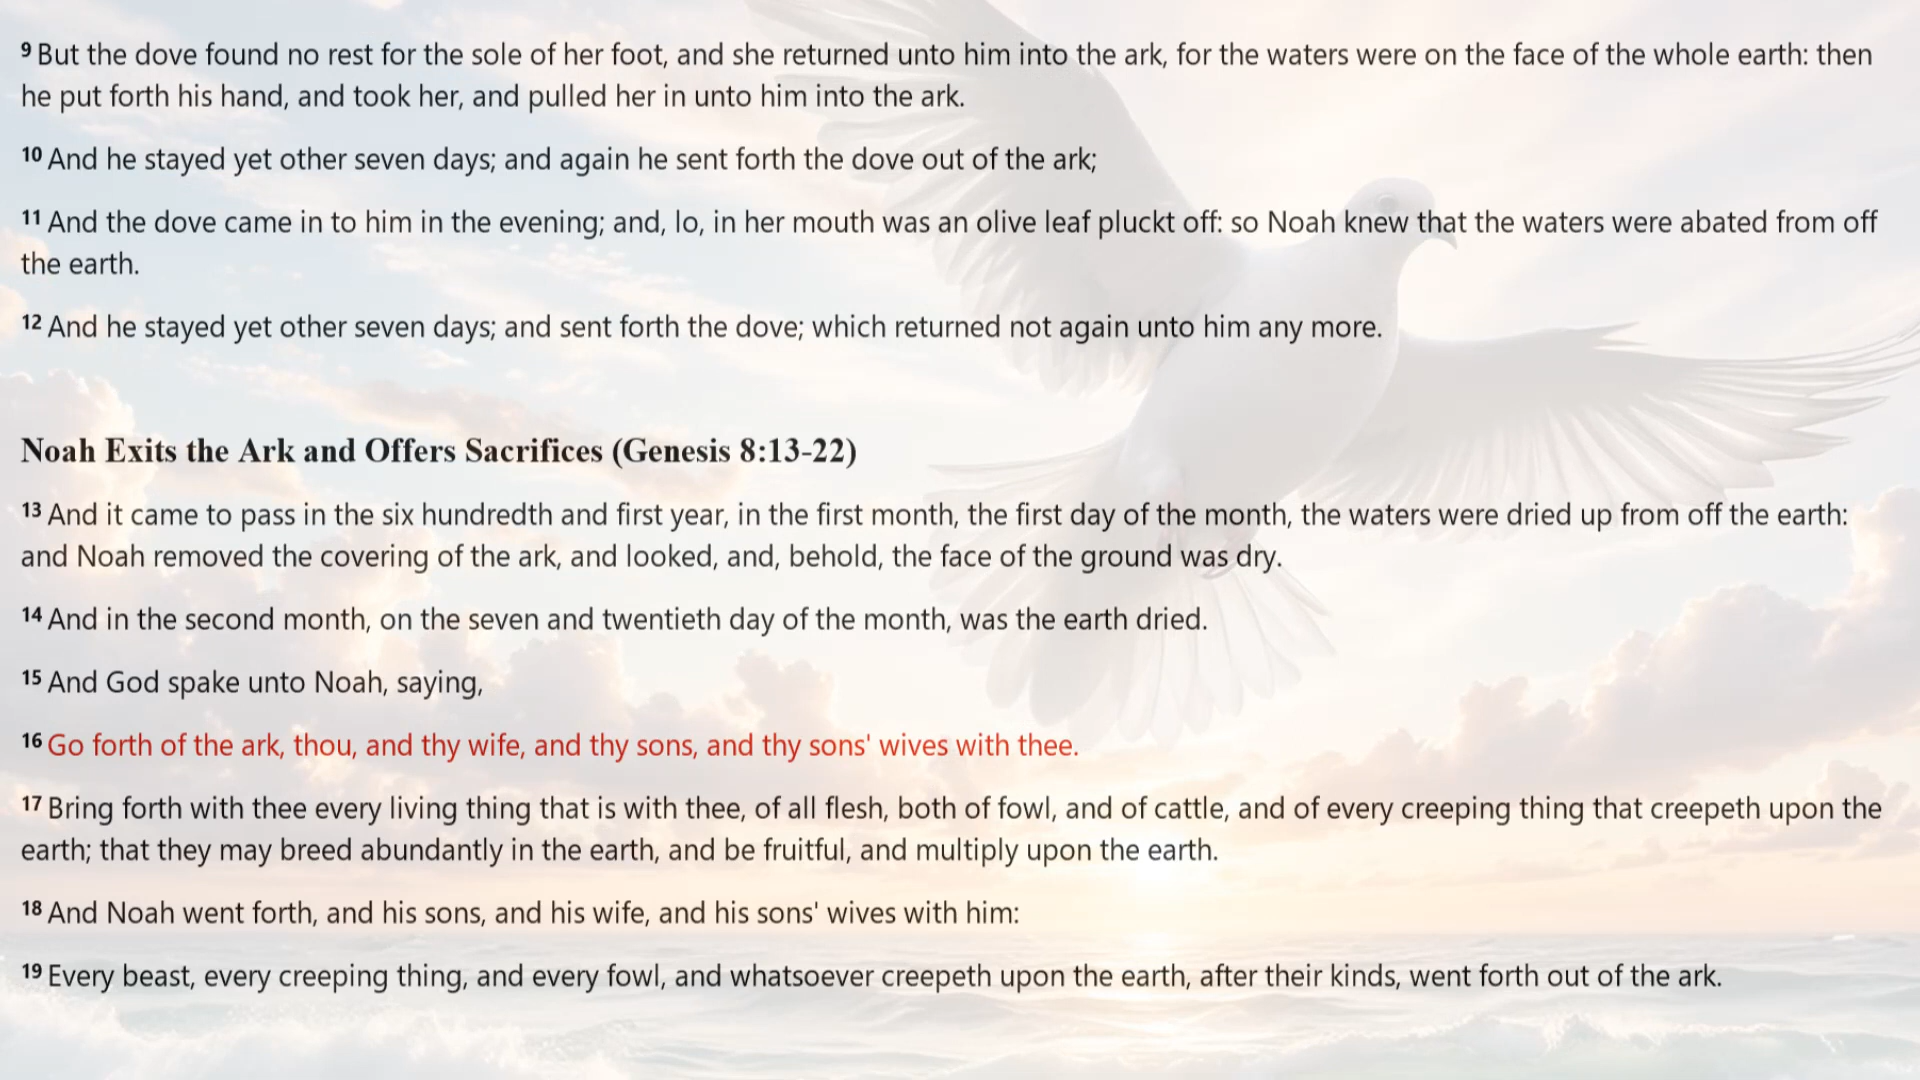 9 But the dove found no rest for the sole of her foot, and she returned unto him into the ark, for the waters were on the face of the whole earth: then
he put forth his hand, and took her, and pulled her in unto him into the ark.
10 And he stayed yet other seven days; and again he sent forth the dove out of the ark;
11 And the dove came in to him in the evening; and, lo, in her mouth was an olive leaf pluckt off: so Noah knew that the waters were abated from off
the earth.
12 And he stayed yet other seven days; and sent forth the dove; which returned not again unto him any more.
Noah Exits the Ark and Offers Sacrifices (Genesis 8:13-22)
13 And it came to pass in the six hundredth and first year, in the first month, the first day of the month, the waters were dried up from off the earth:
and Noah removed the covering of the ark, and looked, and, behold, the face of the ground was dry.
14 And in the second month, on the seven and twentieth day of the month, was the earth dried.
15 And God spake unto Noah, saying,
16 Go forth of the ark, thou, and thy wife, and thy sons, and thy sons' wives with thee.
17 Bring forth with thee every living thing that is with thee, of all flesh, both of fowl, and of cattle, and of every creeping thing that creepeth upon the
earth; that they may breed abundantly in the earth, and be fruitful, and multiply upon the earth.
18 And Noah went forth, and his sons, and his wife, and his sons' wives with him:
19 Every beast, every creeping thing, and every fowl, and whatsoever creepeth upon the earth, after their kinds, went forth out of the ark.